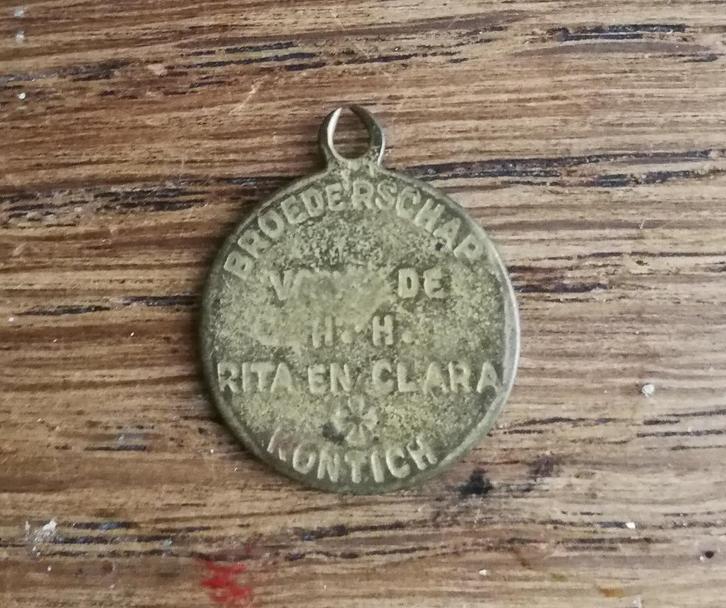 BROEDERSCHAP
DE
H. H.
RITA EN CLARA
KONTICH